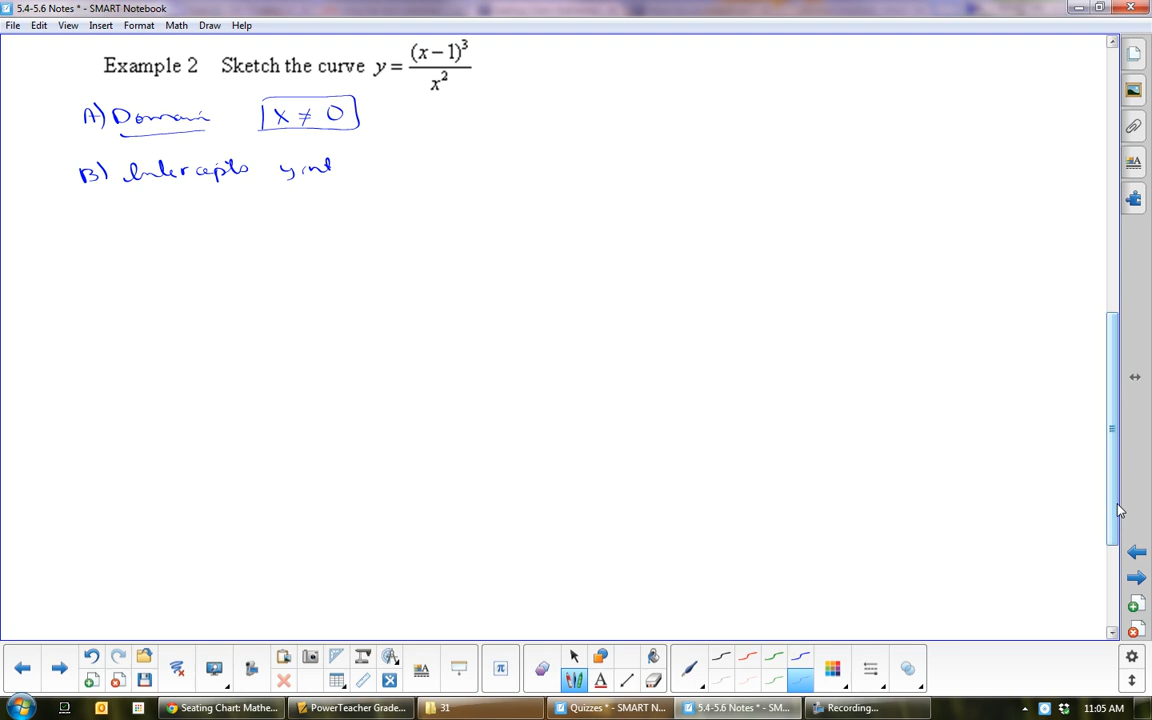 5.4-5.6 Notes * - SMART Notebook
File Edit View Insert Format Math Draw Help
Example 2 Sketch the curve y = (x − 1)³ / x²
A) Domain x ≠ 0
B) Intercepts y int
Seating Chart: Mathe... PowerTeacher Grade... 31 Quizzes * - SMART N... 5.4-5.6 Notes * - SM... Recording... 11:05 AM